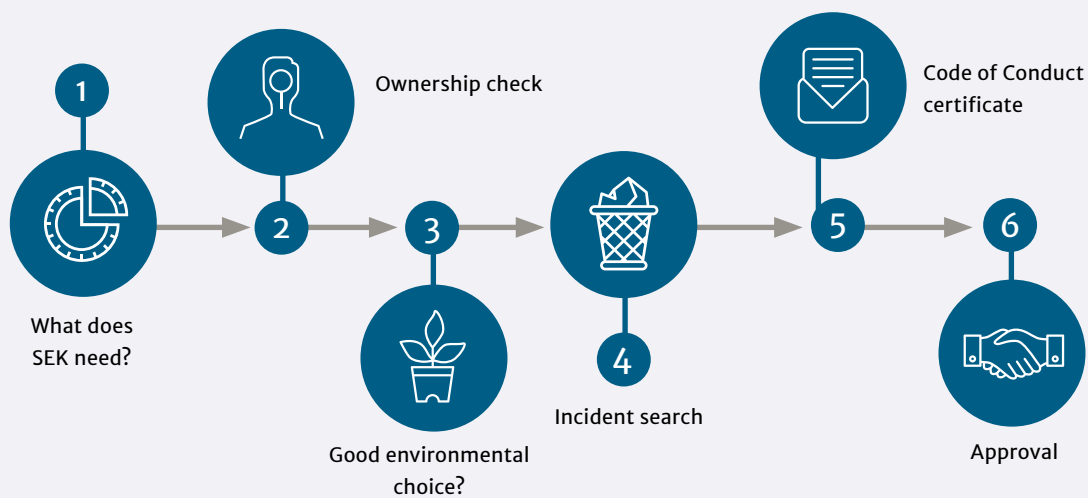 1
What does
SEK need?
Ownership check
2
3
Good environmental
choice?
4
Incident search
Code of Conduct
certificate
5
6
Approval